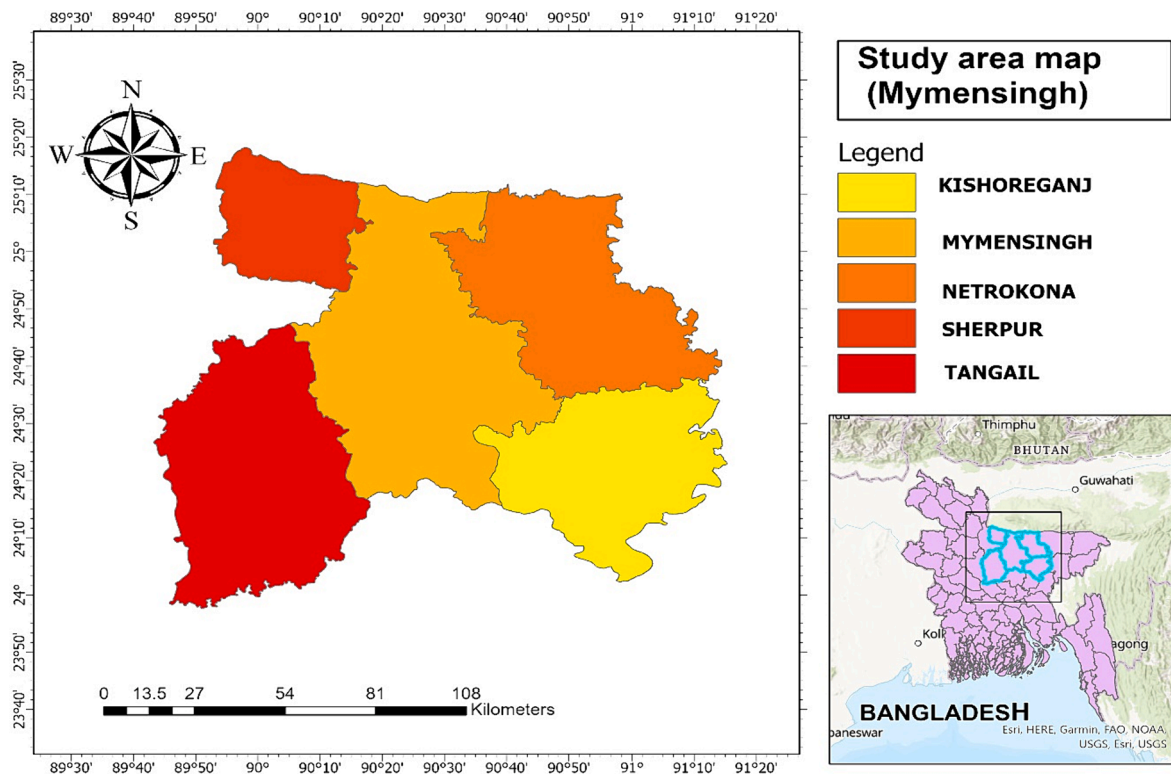 89°30' 89°40' 89°50' 90° 90°10' 90°20' 90°30' 90°40' 90°50' 91° 91°10' 91°20'
25°30'
25°20'
25°10'
25°
24°50'
24°40'
24°30'
24°20'
24°10'
24°
23°50'
23°40'
N
W E
S
0 13.5 27 54 81 108
Kilometers
89°30' 89°40' 89°50' 90° 90°10' 90°20' 90°30' 90°40' 90°50' 91° 91°10' 91°20'
Study area map
(Mymensingh)
Legend
KISHOREGANJ
MYMENSINGH
NETROKONA
SHERPUR
TANGAIL
Thimphu
BHUTAN
Guwahati
Kolk
agong
BANGLADESH
Esri, HERE, Garmin, FAO, NOAA,
paneswar
USGS, Esri, USGS